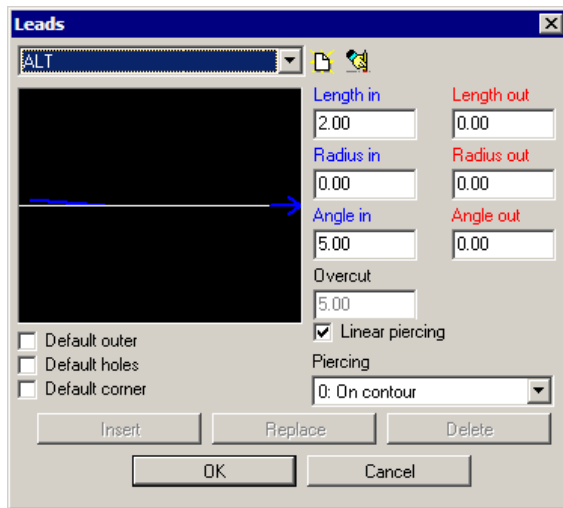 Leads
ALT
Length in Length out
2.00 0.00
Radius in Radius out
0.00 0.00
Angle in Angle out
5.00 0.00
Overcut
5.00
Linear piercing
Default outer
Default holes
Default corner
Piercing
0: On contour
Insert Replace Delete
OK Cancel